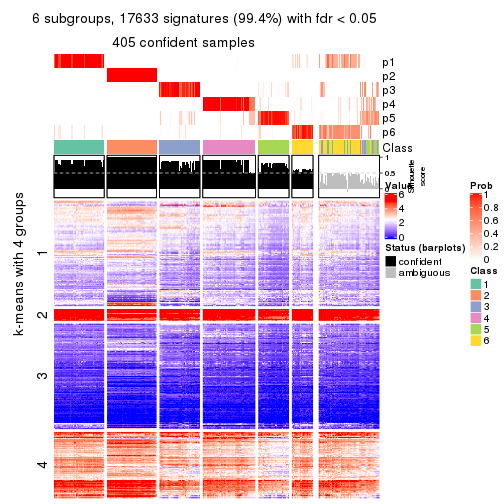 6 subgroups, 17633 signatures (99.4%) with fdr < 0.05
405 confident samples
p1
p2
p3
p4
p5
p6
Class
1
0.5
0
Silhouette
score
k-means with 4 groups
1
2
3
4
Value
6
4
2
0
Status (barplots)
confident
ambiguous
Prob
1
0.8
0.6
0.4
0.2
0
Class
1
2
3
4
5
6